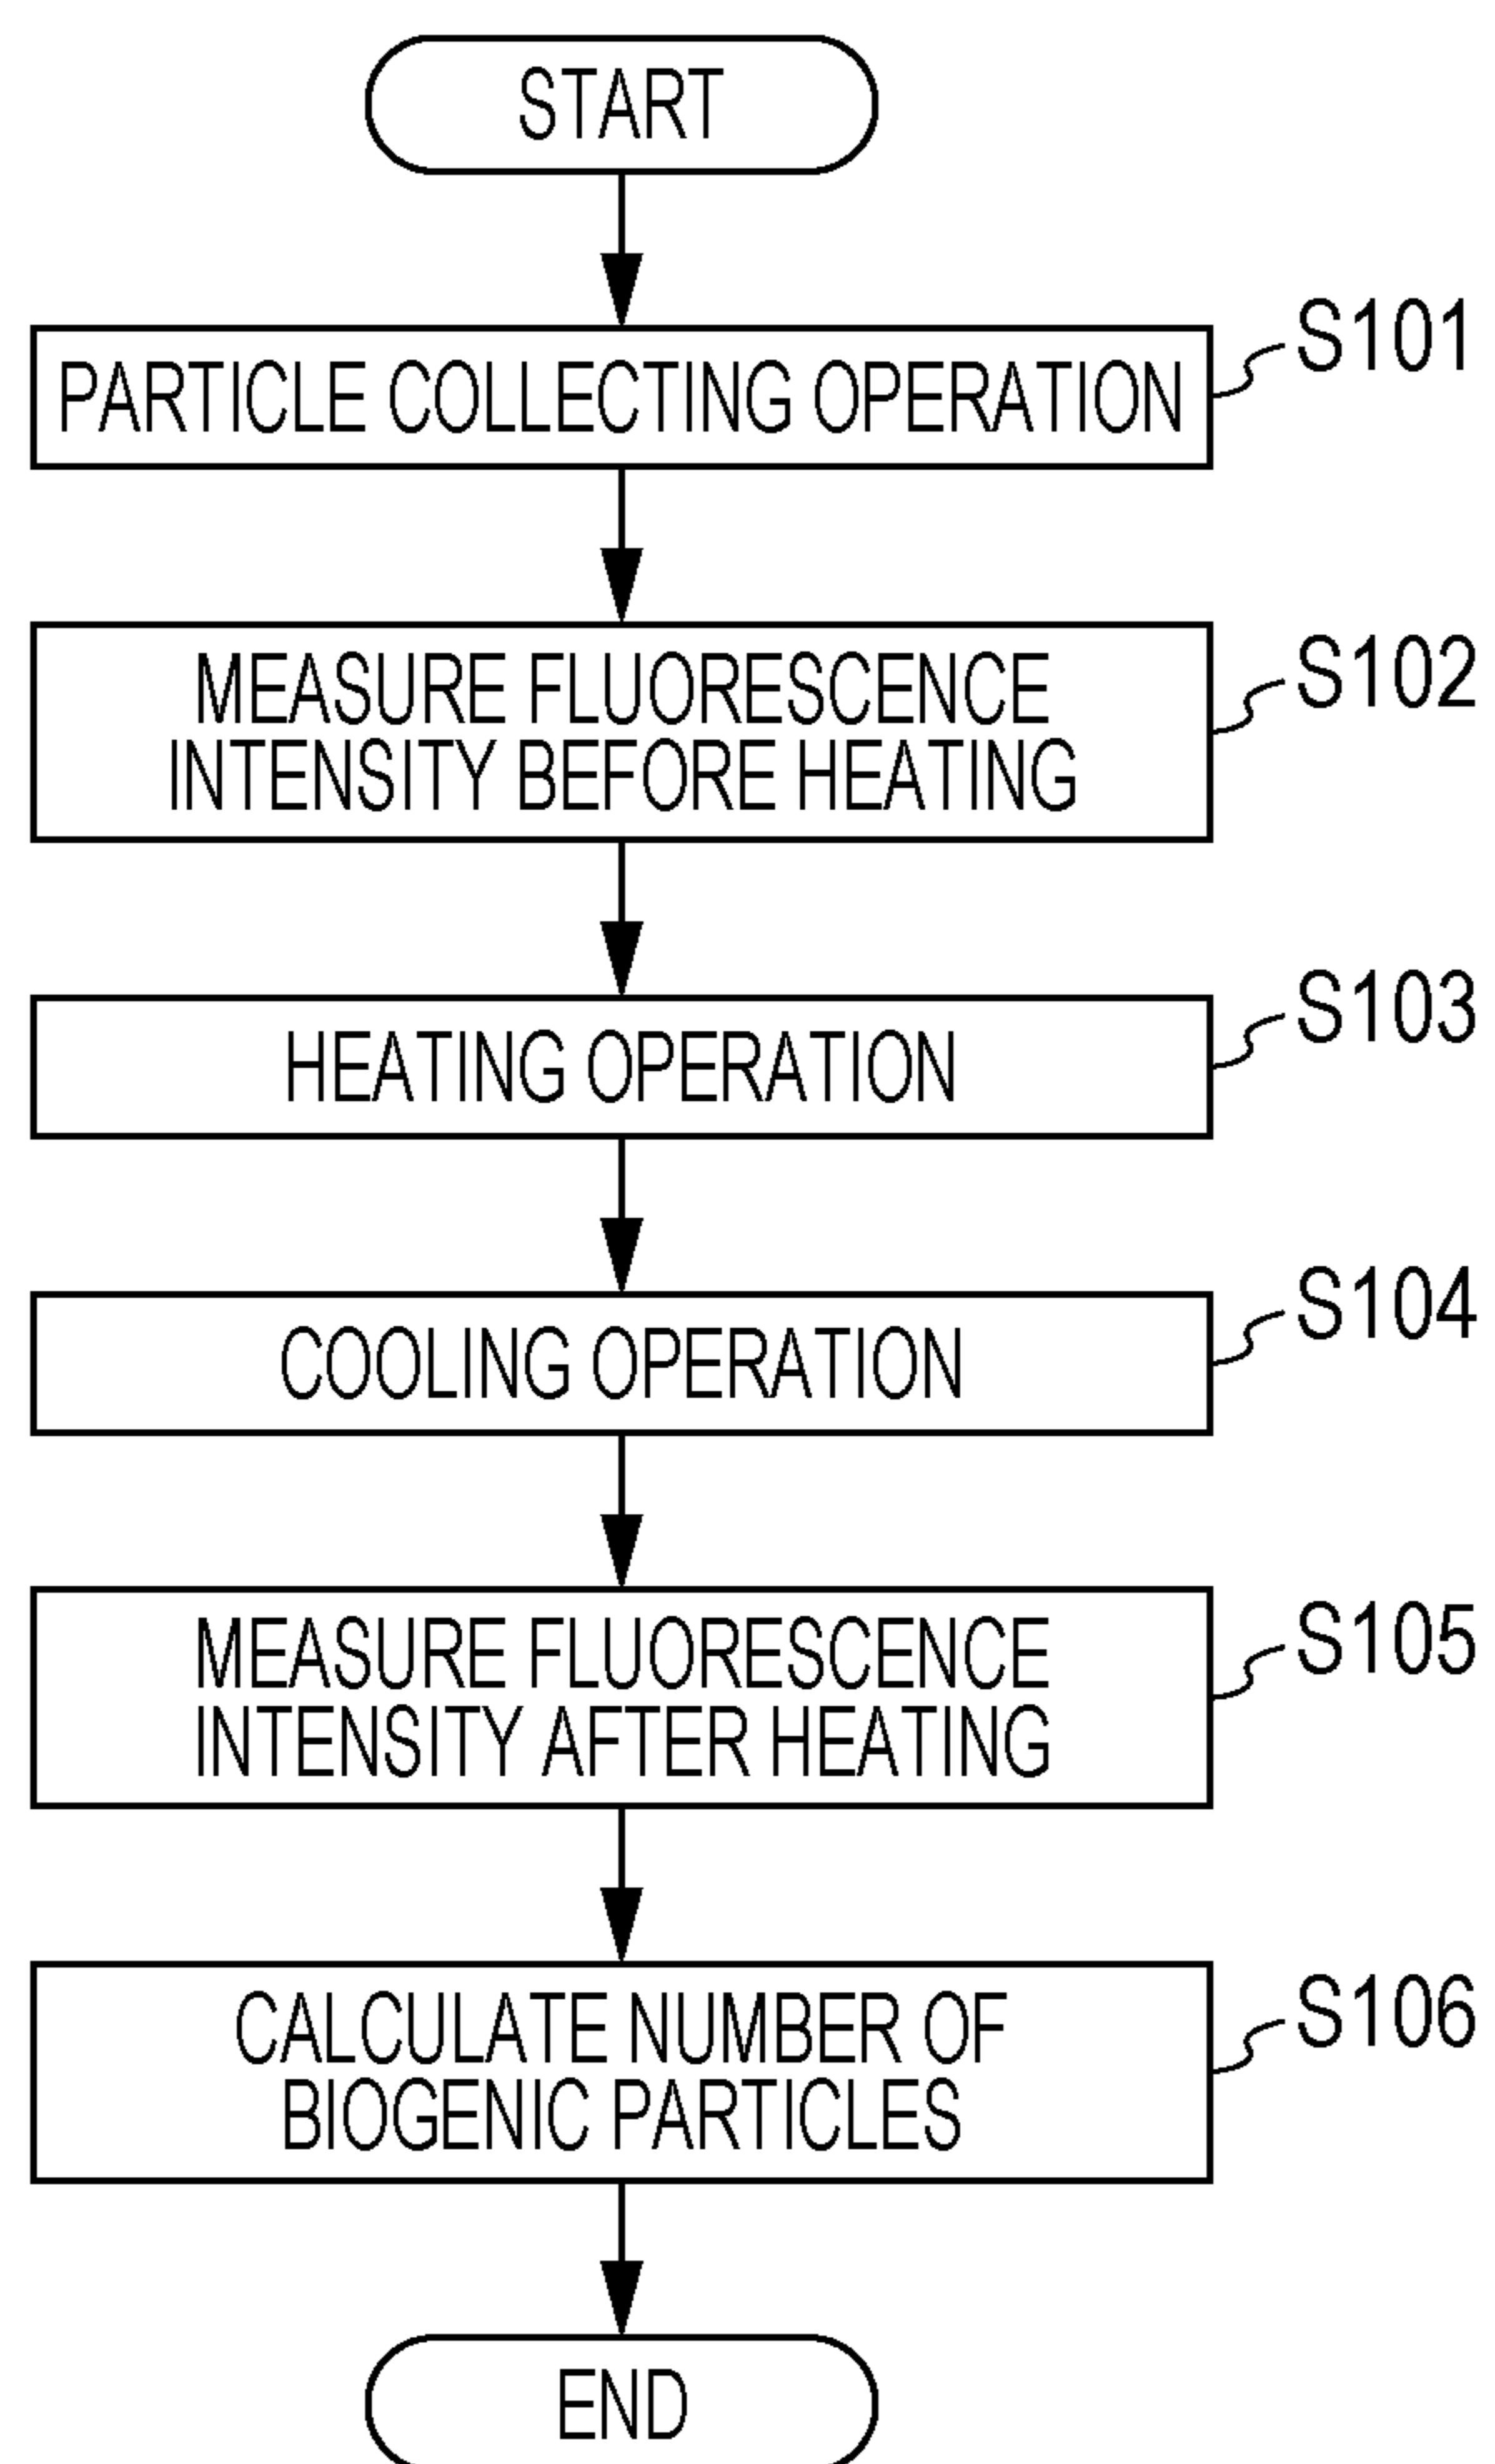 START
PARTICLE COLLECTING OPERATION
S101
MEASURE FLUORESCENCE
INTENSITY BEFORE HEATING
S102
HEATING OPERATION
S103
COOLING OPERATION
S104
MEASURE FLUORESCENCE
INTENSITY AFTER HEATING
S105
CALCULATE NUMBER OF
BIOGENIC PARTICLES
S106
END